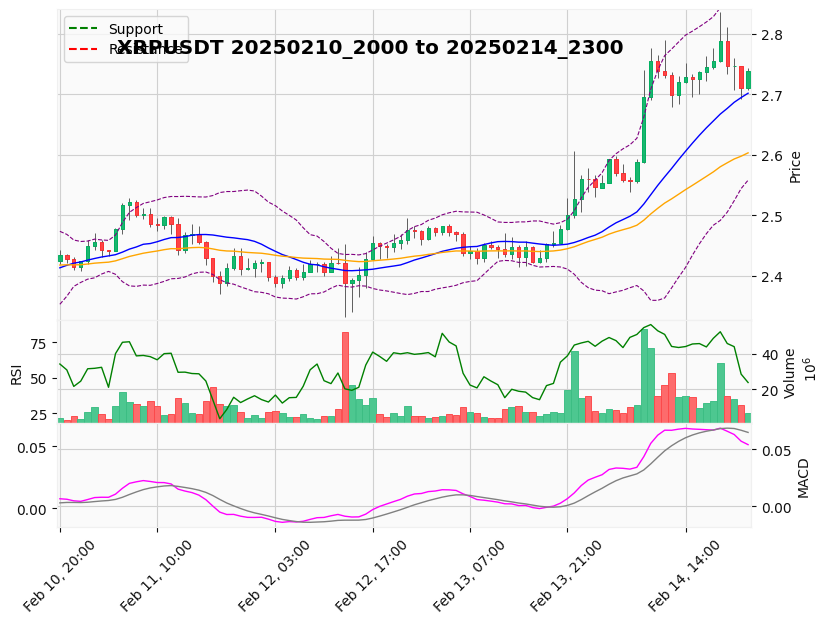 XRPUSDT 20250210_2000 to 20250214_2300
Support
Resistance
2.8
2.7
2.6
2.5
2.4
Price
75
50
25
RSI
40
20
Volume
10^6
0.05
0.00
0.05
0.00
MACD
Feb 10, 20:00
Feb 11, 10:00
Feb 12, 03:00
Feb 12, 17:00
Feb 13, 07:00
Feb 13, 21:00
Feb 14, 14:00